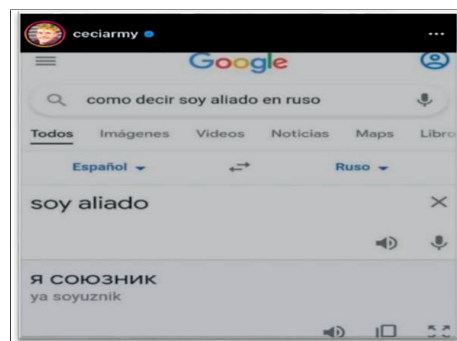 ceciarmy
Google
como decir soy aliado en ruso
Todos Imágenes Videos Noticias Maps Libro
Español Ruso
soy aliado
я союзник
ya soyuznik